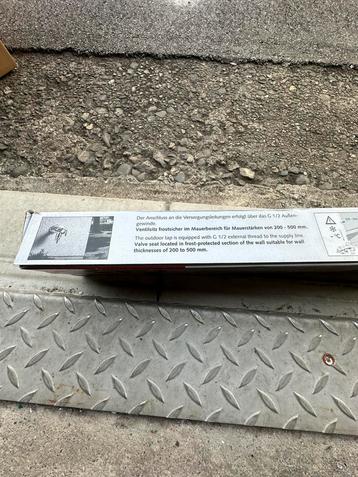 Der Anschluss an die Versorgungsleitungen erfolgt über das G 1/2 Außen-
gewinde.
Ventilsitz frostsicher im Mauerbereich für Mauerstärken von 200 - 500 mm.
The outdoor tap is equipped with G 1/2 external thread to the supply line.
Valve seat located in frost-protected section of the wall suitable for wall
thicknesses of 200 to 500 mm.